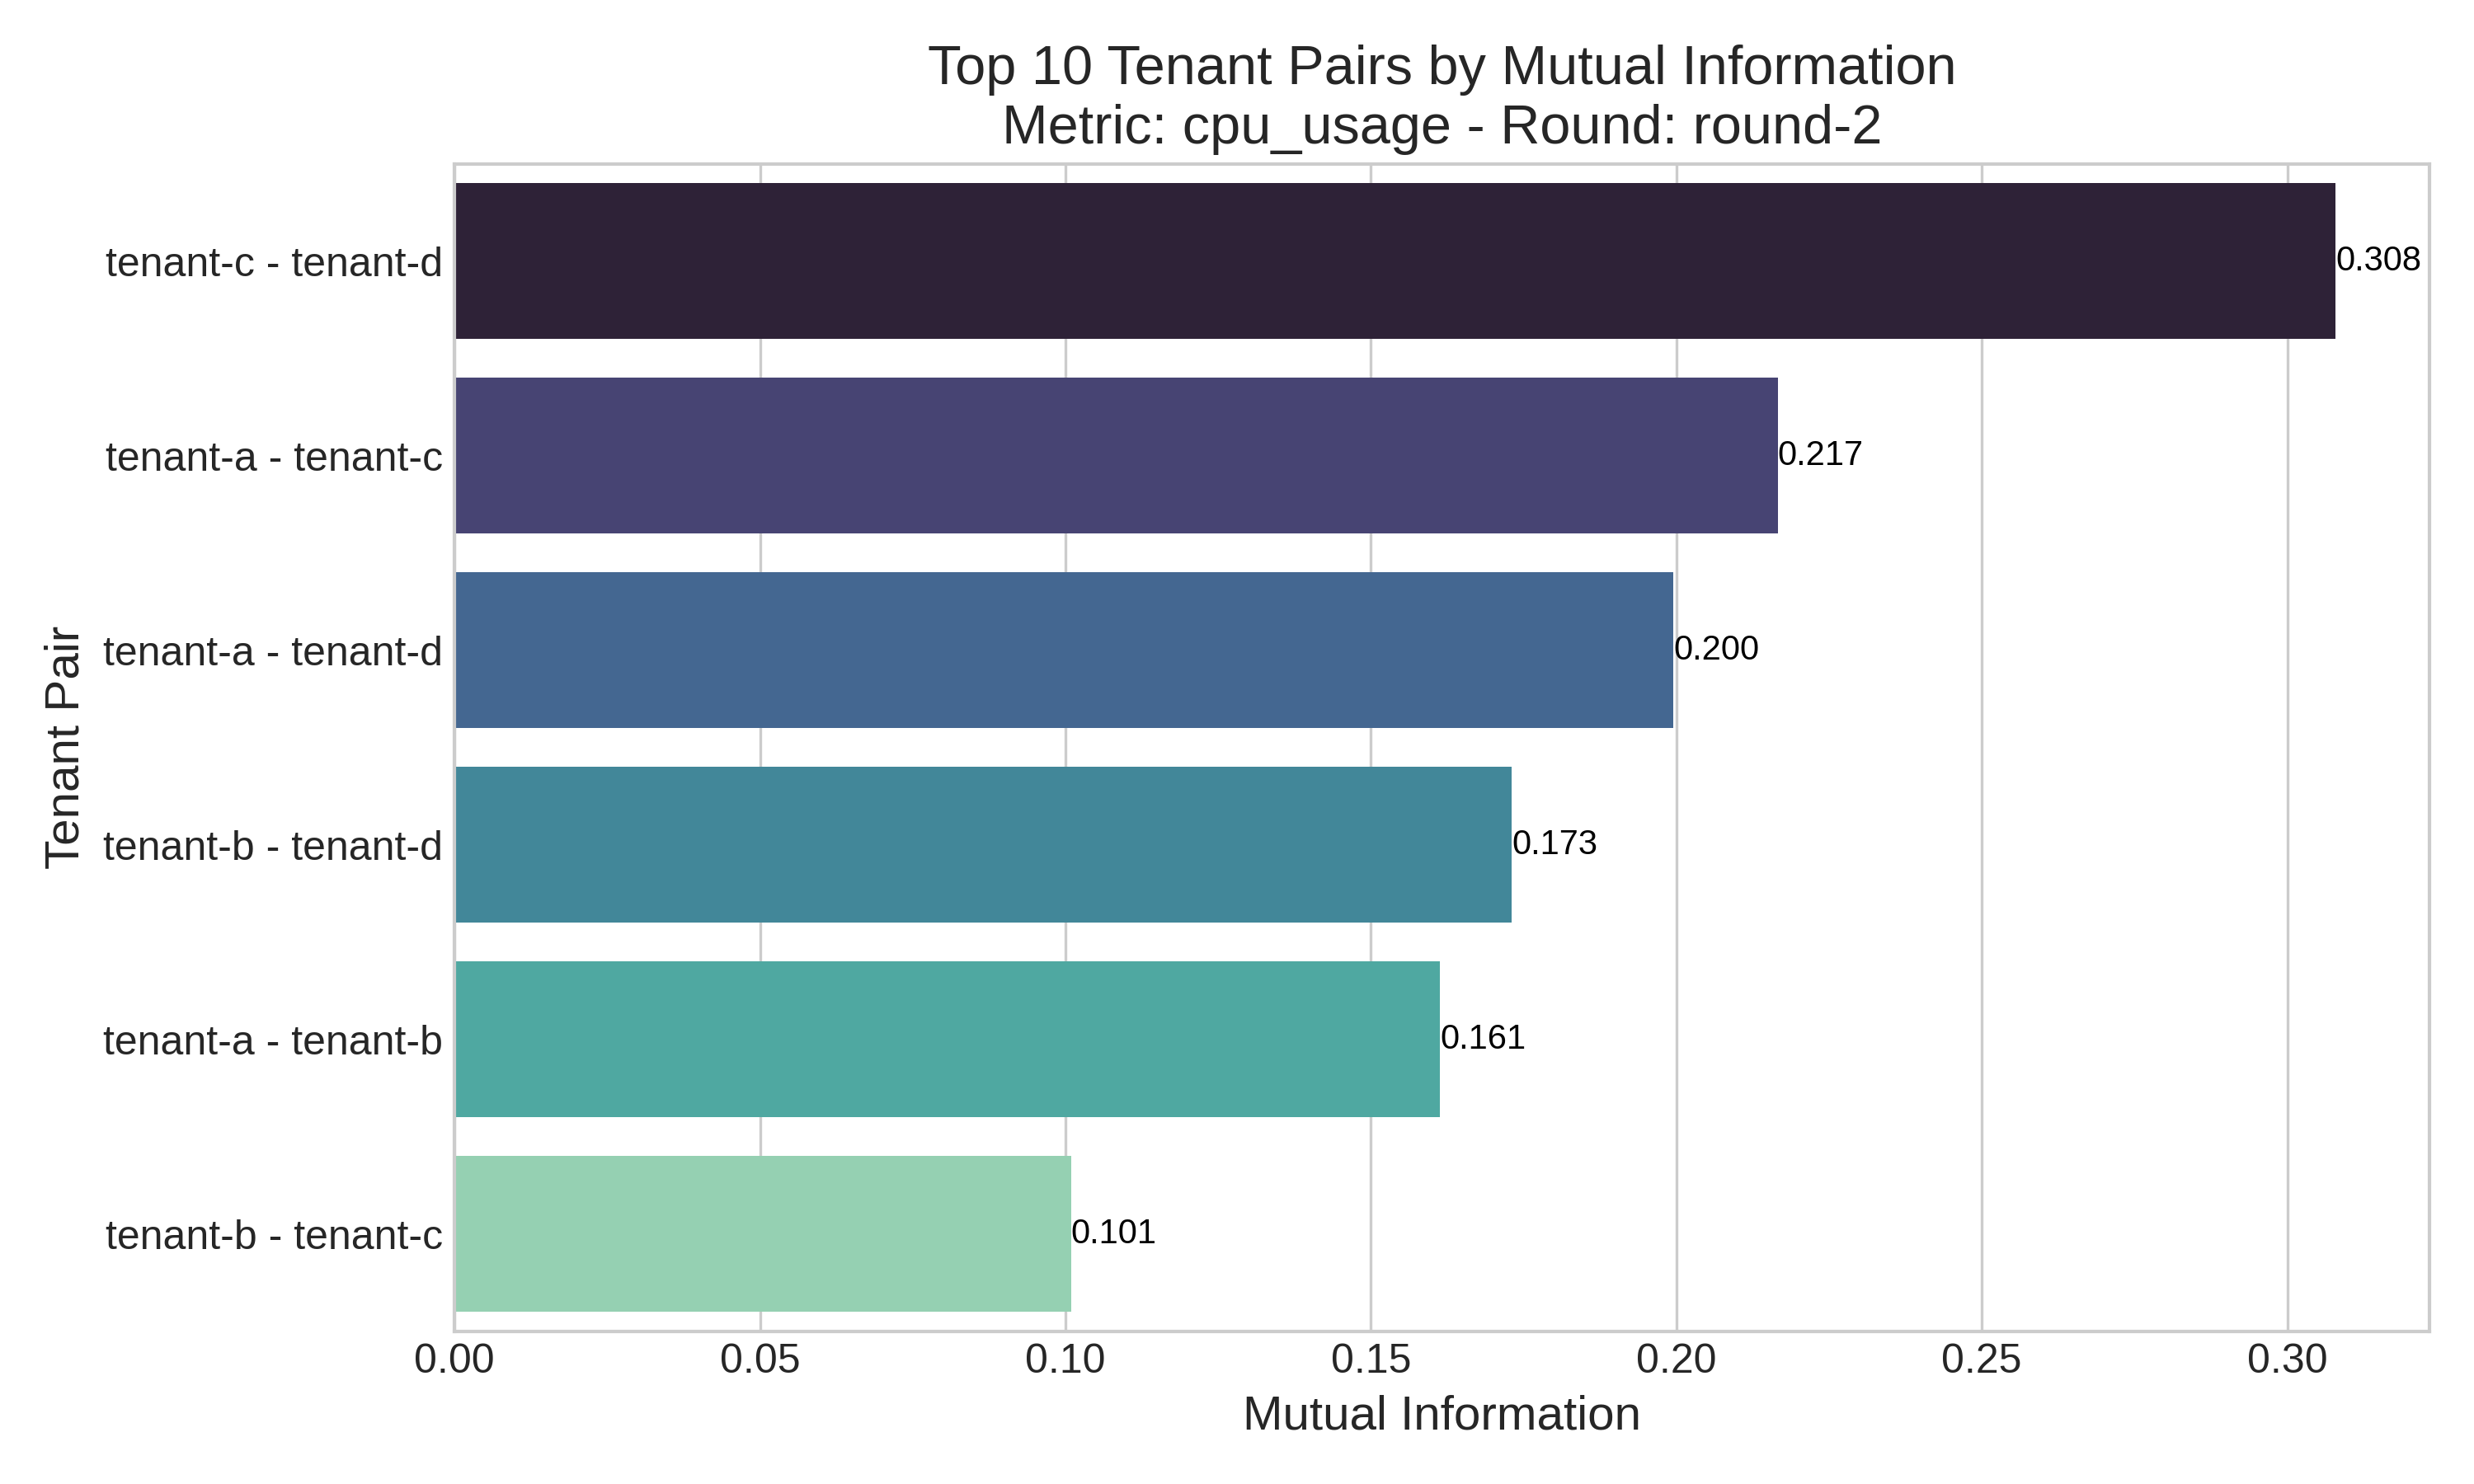 Top 10 Tenant Pairs by Mutual Information
Metric: cpu_usage - Round: round-2
Tenant Pair
tenant-c - tenant-d
0.308
tenant-a - tenant-c
0.217
tenant-a - tenant-d
0.200
tenant-b - tenant-d
0.173
tenant-a - tenant-b
0.161
tenant-b - tenant-c
0.101
0.00 0.05 0.10 0.15 0.20 0.25 0.30
Mutual Information